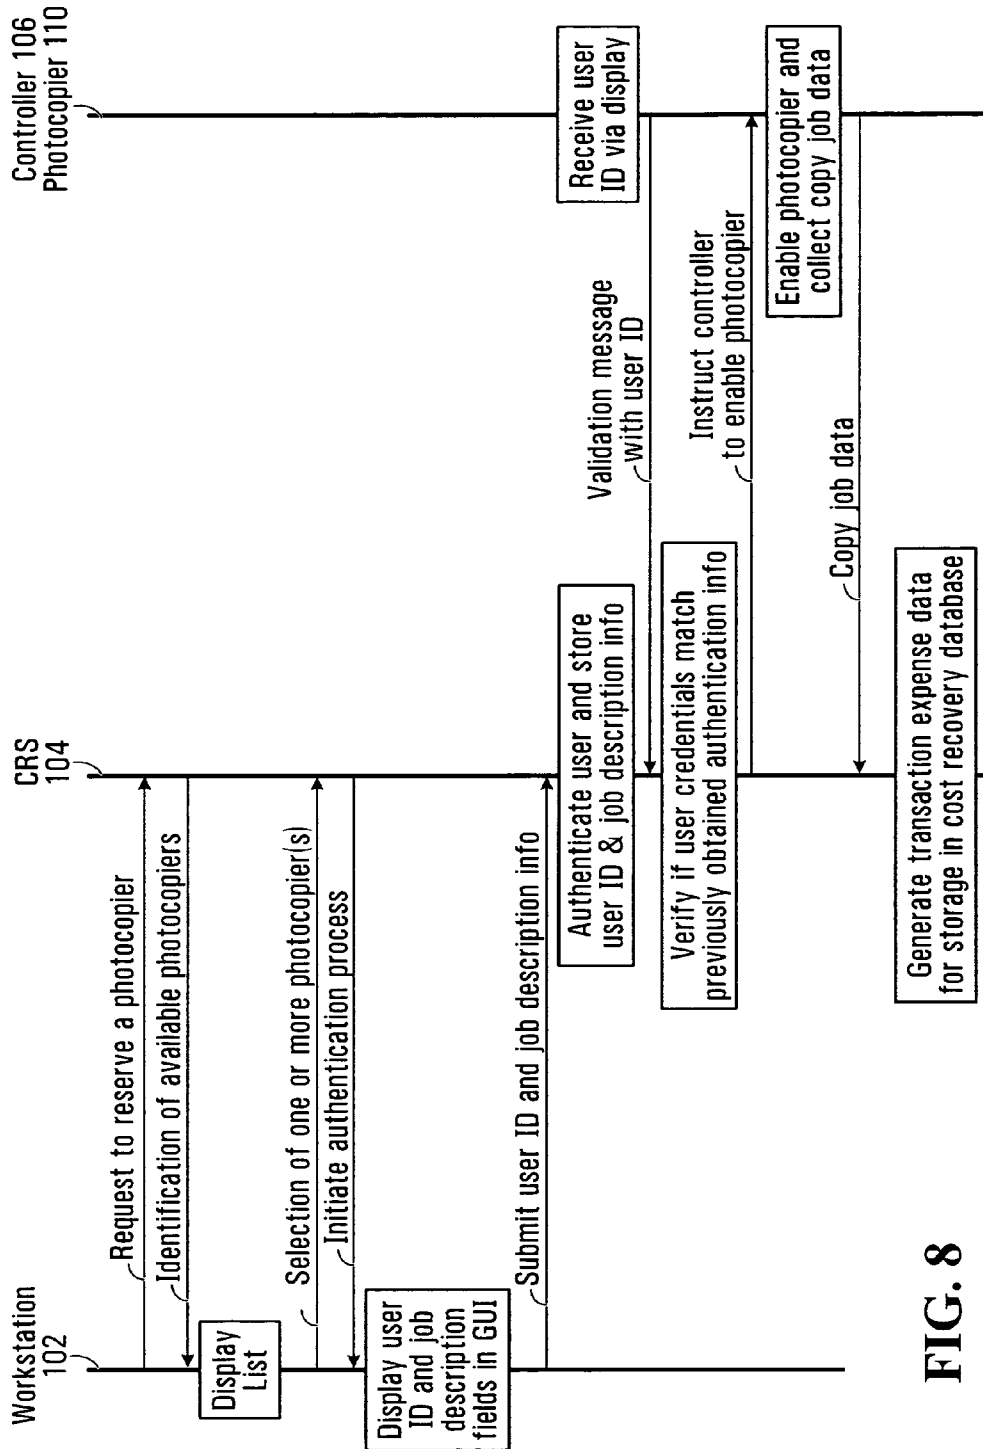 Workstation
102
CRS
104
Controller 106
Photocopier 110
Request to reserve a photocopier
Identification of available photocopiers
Display
List
Selection of one or more photocopier(s)
Initiate authentication process
Display user
ID and job
description
fields in GUI
Submit user ID and job description info
Authenticate user and store
user ID & job description info
Receive user
ID via display
Validation message
with user ID
Verify if user credentials match
previously obtained authentication info
Instruct controller
to enable photocopier
Enable photocopier and
collect copy job data
Copy job data
Generate transaction expense data
for storage in cost recovery database
FIG. 8